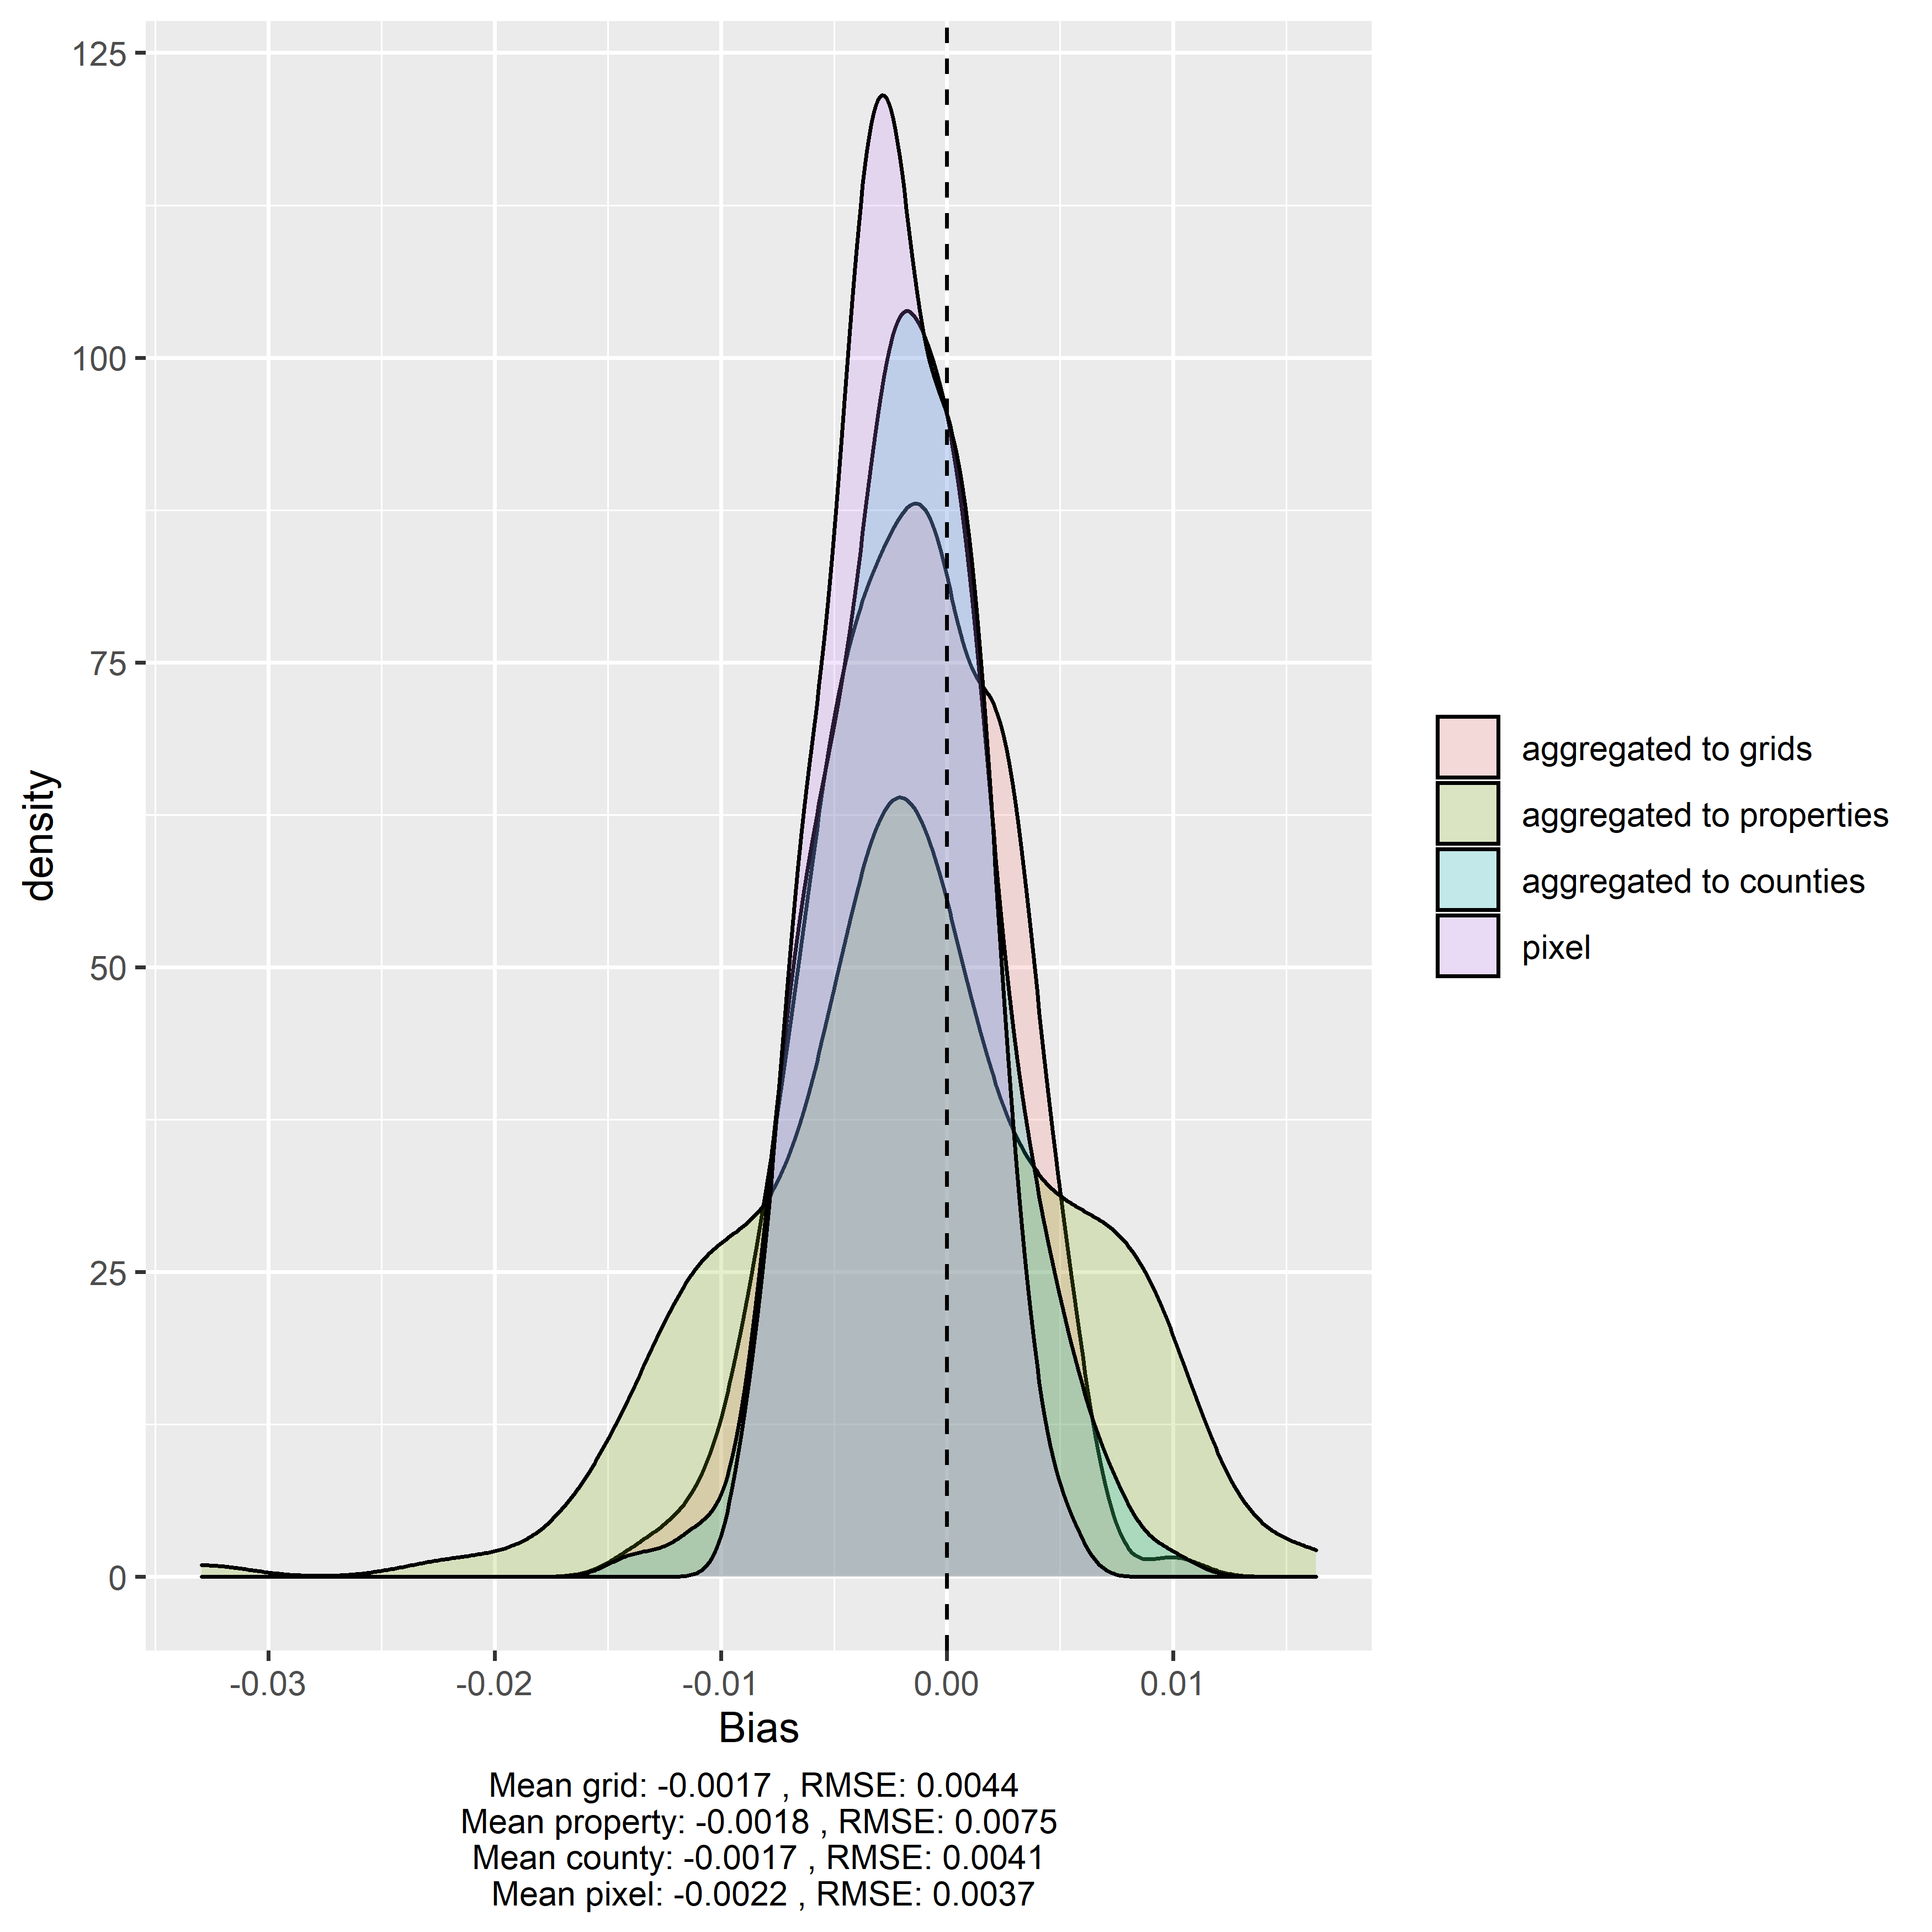 125
100
75
50
25
0
density
-0.03 -0.02 -0.01 0.00 0.01
Bias
Mean grid: -0.0017 , RMSE: 0.0044
Mean property: -0.0018 , RMSE: 0.0075
Mean county: -0.0017 , RMSE: 0.0041
Mean pixel: -0.0022 , RMSE: 0.0037
aggregated to grids
aggregated to properties
aggregated to counties
pixel